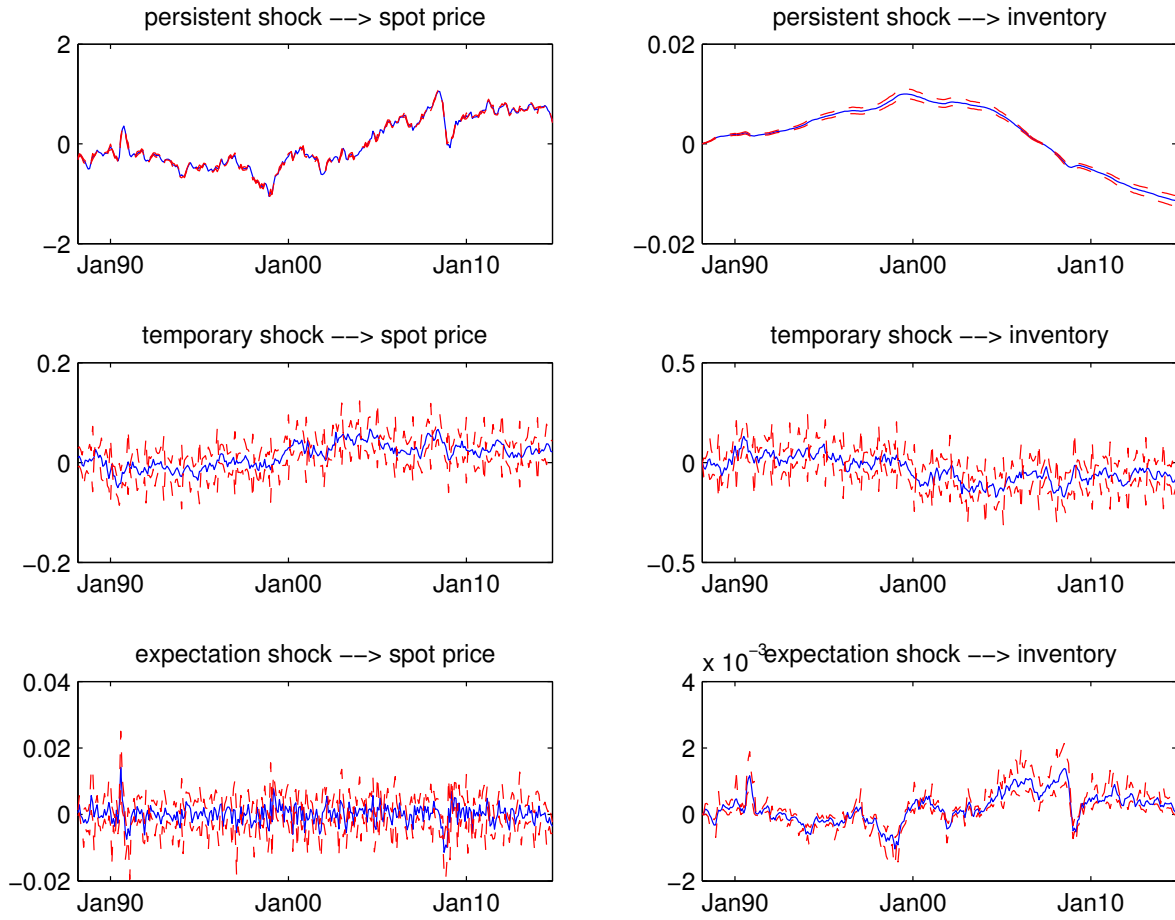 persistent shock −−> spot price
2
0
−2
Jan90 Jan00 Jan10
persistent shock −−> inventory
0.02
0
−0.02
Jan90 Jan00 Jan10
temporary shock −−> spot price
0.2
0
−0.2
Jan90 Jan00 Jan10
temporary shock −−> inventory
0.5
0
−0.5
Jan90 Jan00 Jan10
expectation shock −−> spot price
0.04
0.02
0
−0.02
Jan90 Jan00 Jan10
expectation shock −−> inventory
x 10−3
4
2
0
−2
Jan90 Jan00 Jan10